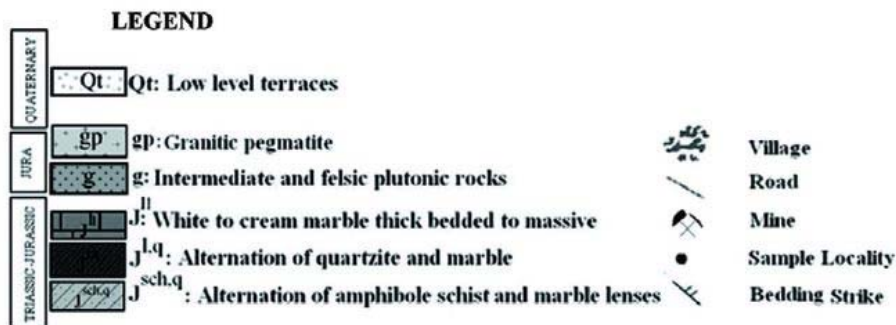 LEGEND
QUATERNARY
Qt Qt: Low level terraces
JURA
gp gp: Granitic pegmatite
g g: Intermediate and felsic plutonic rocks
TRIASSIC-JURASSIC
J^li: White to cream marble thick bedded to massive
J^l,q: Alternation of quartzite and marble
J^sch,q J^sch,q: Alternation of amphibole schist and marble lenses
Village
Road
Mine
Sample Locality
Bedding Strike